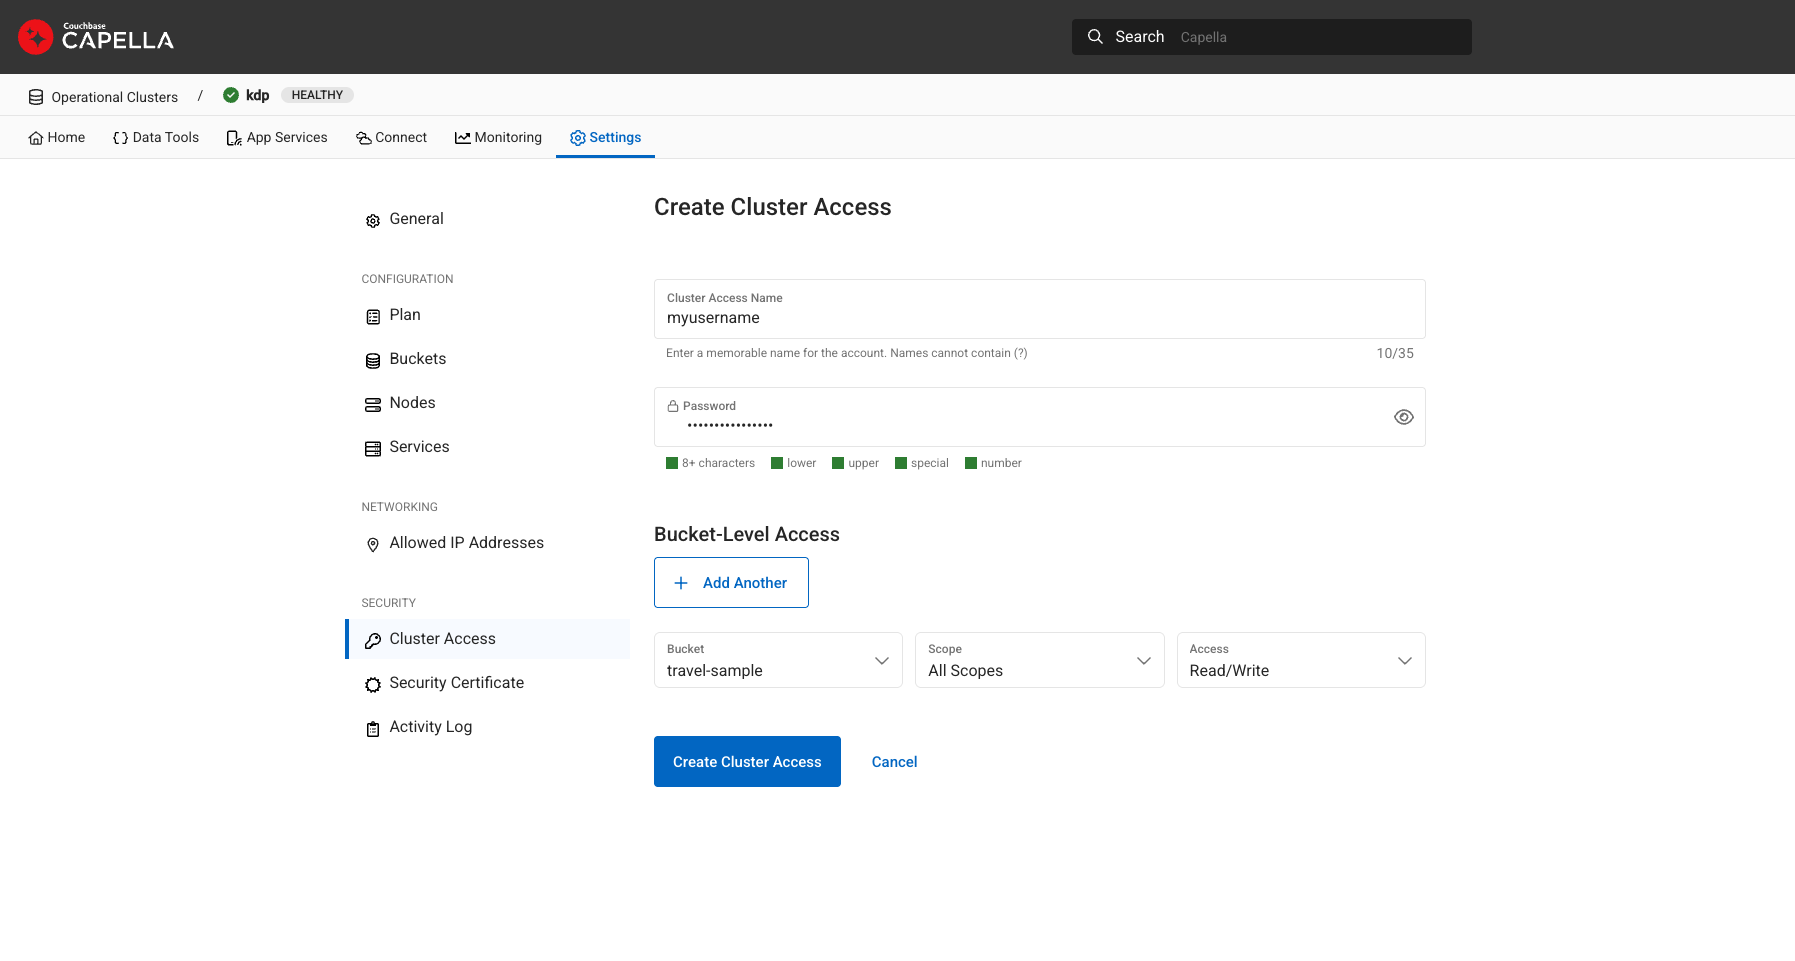 Couchbase
CAPELLA
Search Capella
Operational Clusters / kdp HEALTHY
Home Data Tools App Services Connect Monitoring Settings
General
CONFIGURATION
Plan
Buckets
Nodes
Services
NETWORKING
Allowed IP Addresses
SECURITY
Cluster Access
Security Certificate
Activity Log
Create Cluster Access
Cluster Access Name
myusername
Enter a memorable name for the account. Names cannot contain (?) 10/35
Password
••••••••••••••••
8+ characters lower upper special number
Bucket-Level Access
+ Add Another
Bucket Scope Access
travel-sample All Scopes Read/Write
Create Cluster Access Cancel